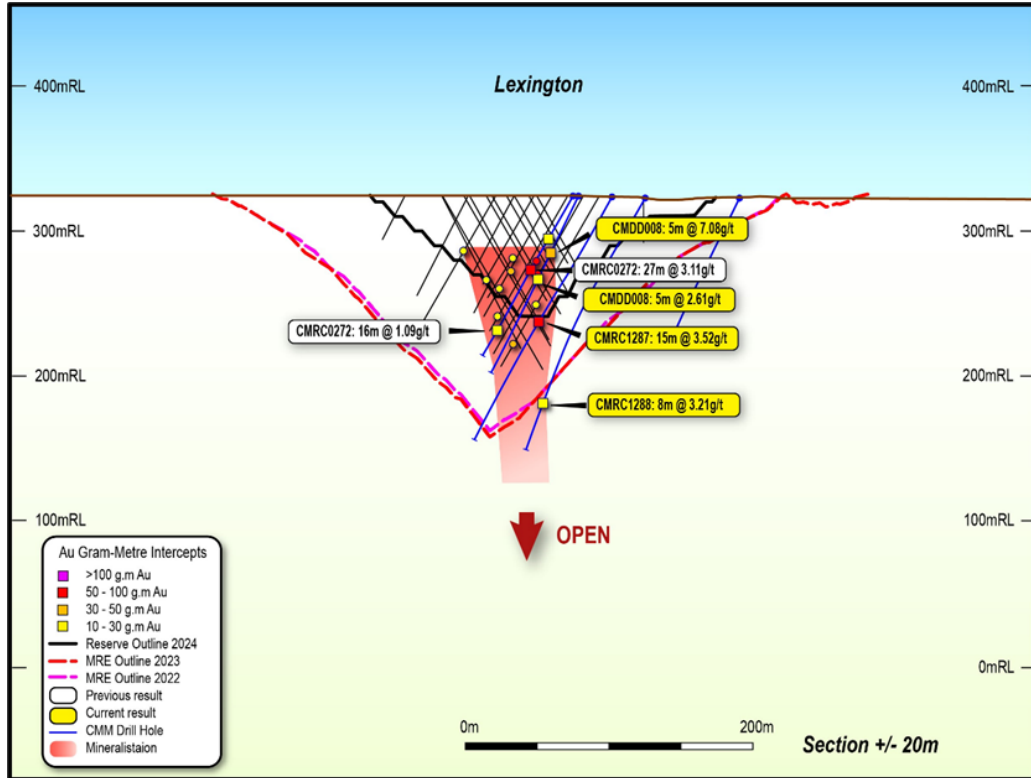 Lexington
400mRL
400mRL
300mRL
300mRL
CMDD008: 5m @ 7.08g/t
CMRC0272: 27m @ 3.11g/t
CMDD008: 5m @ 2.61g/t
CMRC0272: 16m @ 1.09g/t
CMRC1287: 15m @ 3.52g/t
200mRL
200mRL
CMRC1288: 8m @ 3.21g/t
100mRL
100mRL
OPEN
Au Gram-Metre Intercepts
>100 g.m Au
50 - 100 g.m Au
30 - 50 g.m Au
10 - 30 g.m Au
Reserve Outline 2024
MRE Outline 2023
MRE Outline 2022
Previous result
Current result
CMM Drill Hole
Mineralistaion
0mRL
0m
200m
Section +/- 20m